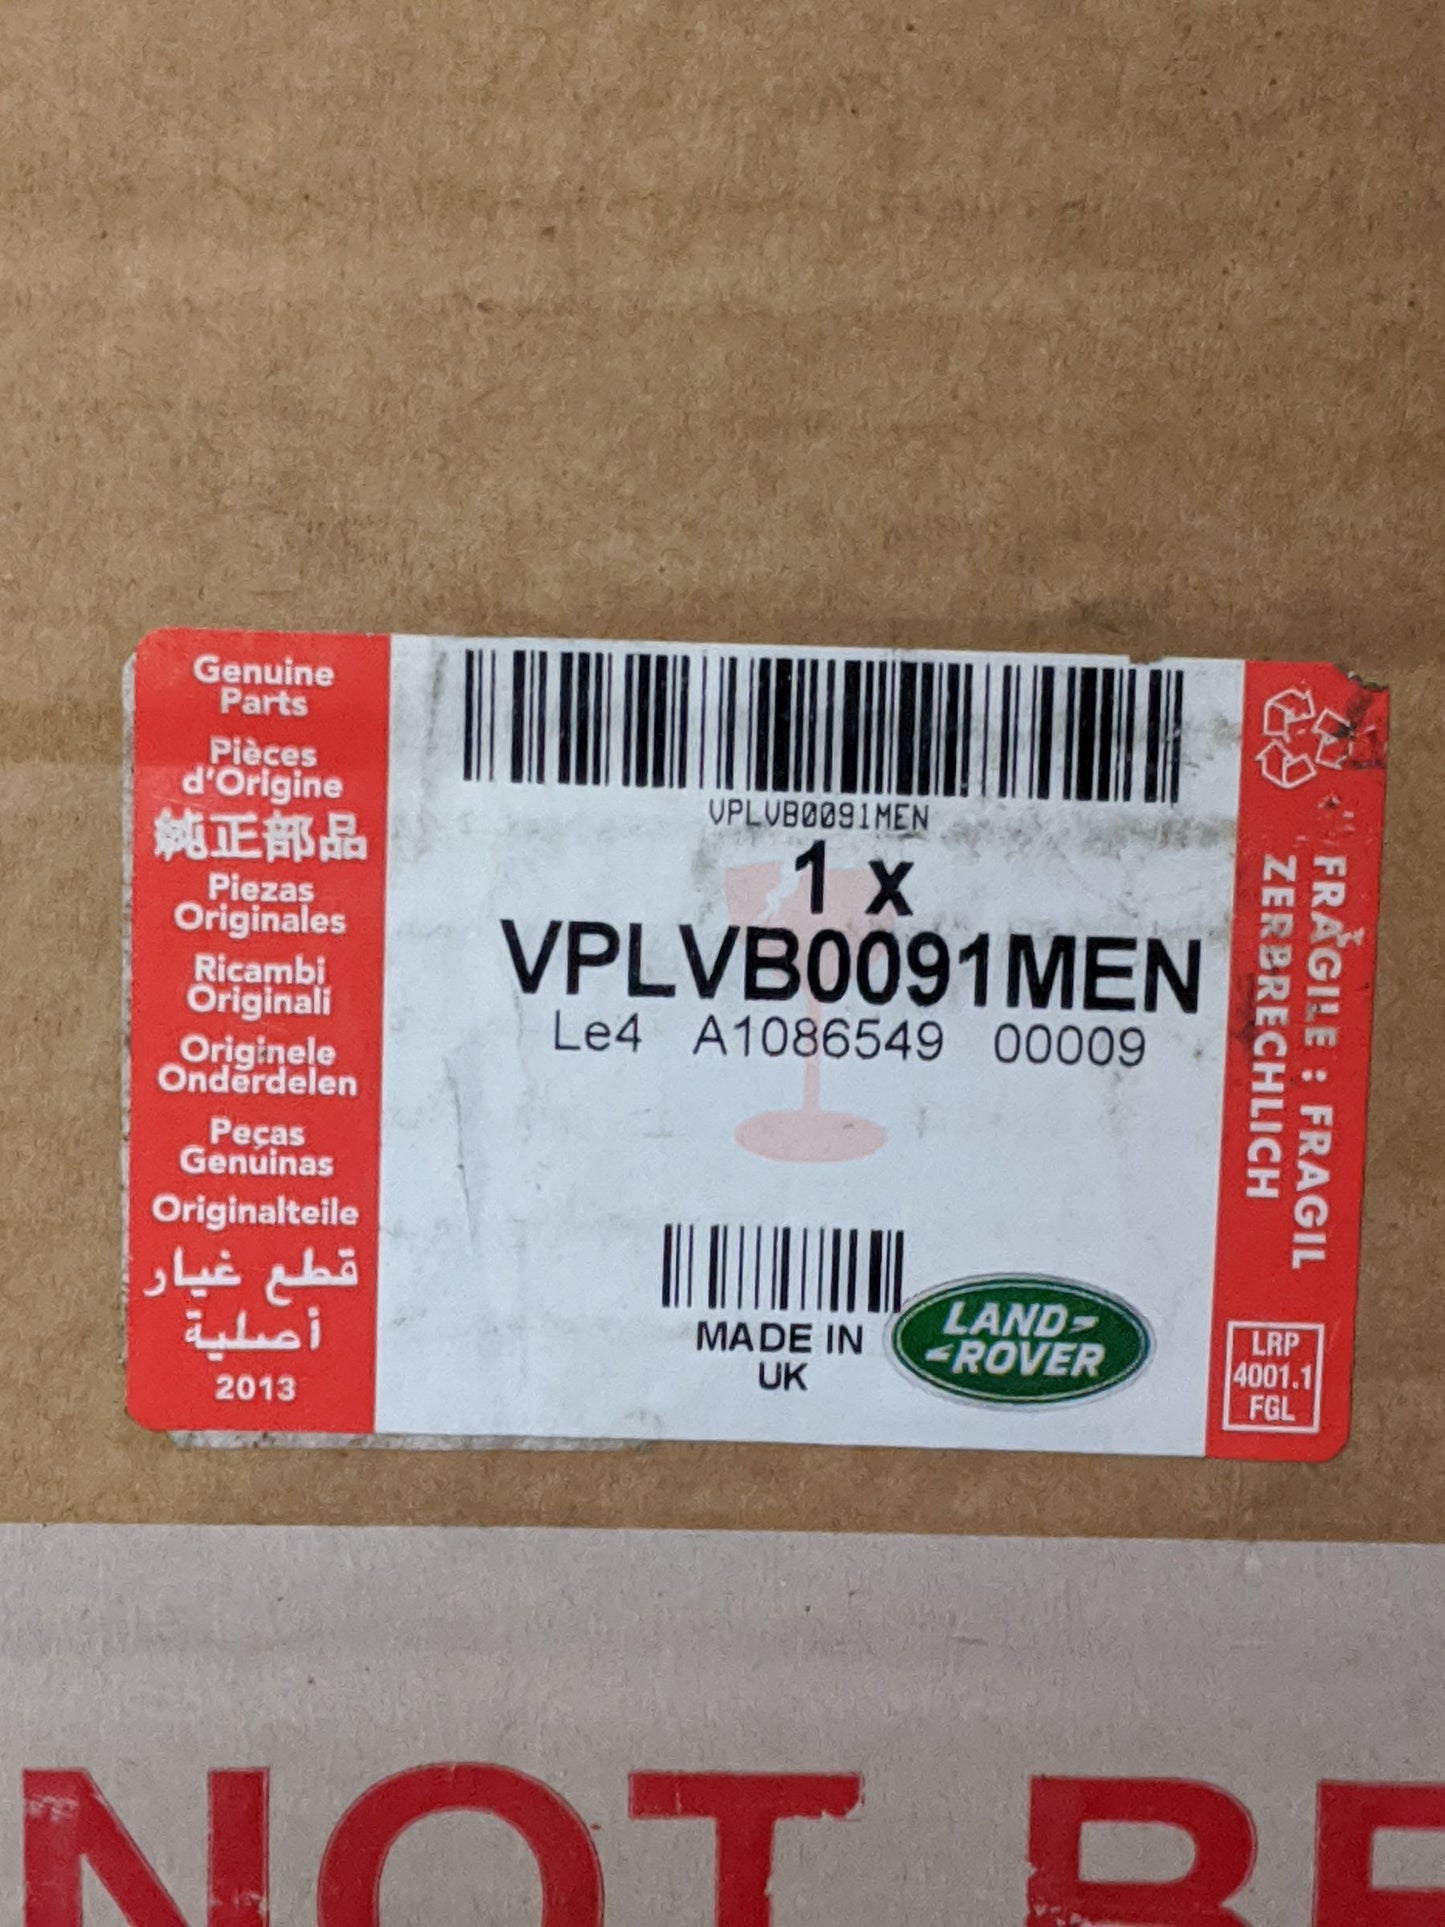 Genuine
Parts
Pièces
d'Origine
純正部品
Piezas
Originales
Ricambi
Originali
Originele
Onderdelen
Peças
Genuinas
Originalteile
قطع غيار
أصلية
2013
VPLVB0091MEN
1 x
VPLVB0091MEN
Le4 A1086549 00009
MADE IN
UK
LAND-
-ROVER
FRAGILE : FRAGIL
ZERBRECHLICH
LRP
4001.1
FGL
NOT BE